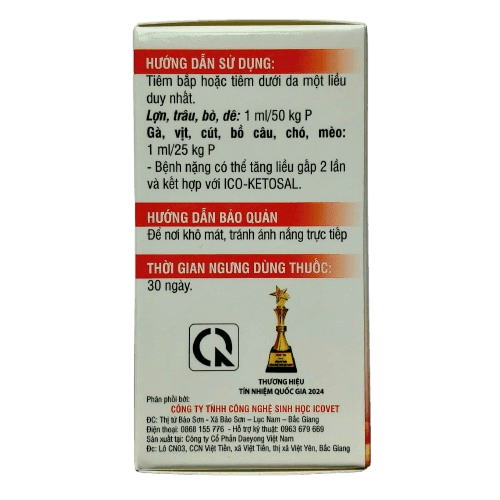 HƯỚNG DẪN SỬ DỤNG:
Tiêm bắp hoặc tiêm dưới da một liều
duy nhất.
Lợn, trâu, bò, dê: 1 ml/50 kg P
Gà, vịt, cút, bồ câu, chó, mèo:
1 ml/25 kg P
- Bệnh nặng có thể tăng liều gấp 2 lần
và kết hợp với ICO-KETOSAL.
HƯỚNG DẪN BẢO QUẢN
Để nơi khô mát, tránh ánh nắng trực tiếp
THỜI GIAN NGƯNG DÙNG THUỐC:
30 ngày.
THƯƠNG HIỆU
TÍN NHIỆM QUỐC GIA 2024
Phân phối bởi:
CÔNG TY TNHH CÔNG NGHỆ SINH HỌC ICOVET
ĐC: Thị tứ Bảo Sơn - Xã Bảo Sơn – Lục Nam – Bắc Giang
Điện thoại: 0868 155 776 - Hỗ trợ kỹ thuật: 0963 679 669
Sản xuất tại: Công ty Cổ Phần Daeyong Việt Nam
Đc: Lô CN03, CCN Việt Tiến, xã Việt Tiến, thị xã Việt Yên, Bắc Giang